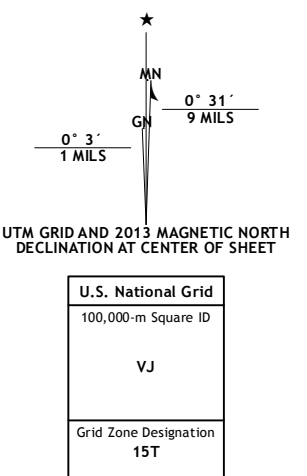 ★
MN
0° 31´
9 MILS
GN
0° 3´
1 MILS
UTM GRID AND 2013 MAGNETIC NORTH
DECLINATION AT CENTER OF SHEET
U.S. National Grid
100,000-m Square ID
VJ
Grid Zone Designation
15T